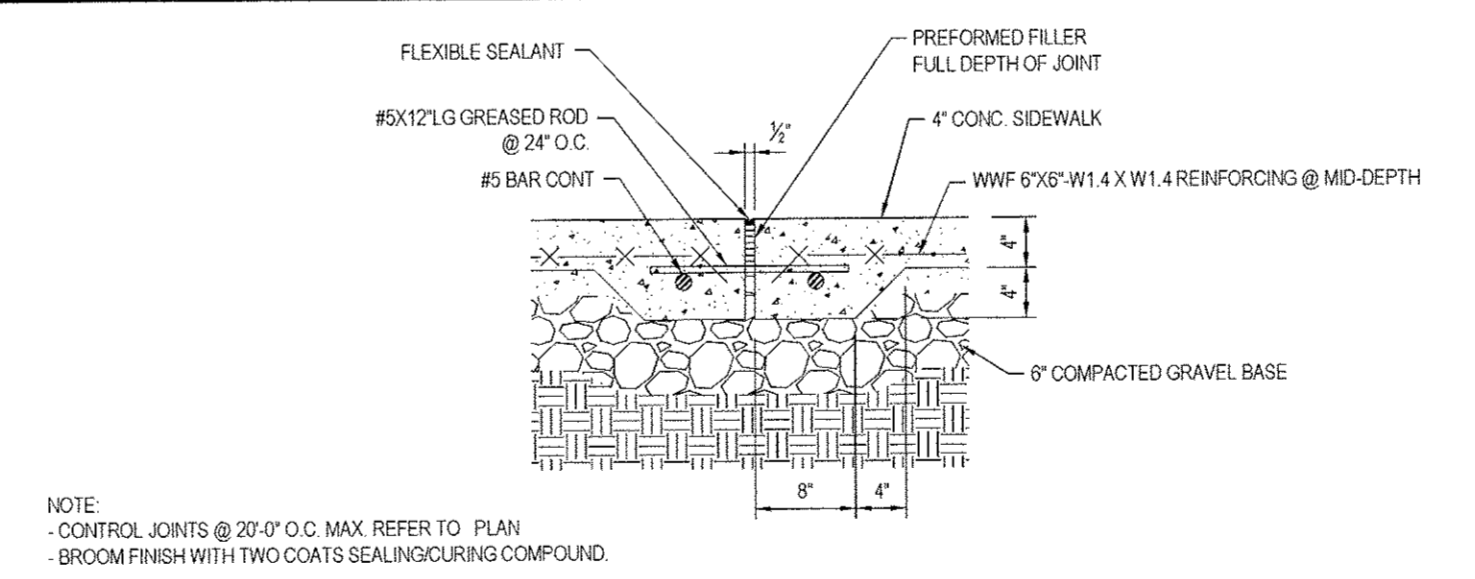 FLEXIBLE SEALANT
PREFORMED FILLER
FULL DEPTH OF JOINT
#5X12"LG GREASED ROD
@ 24" O.C.
½"
4" CONC. SIDEWALK
#5 BAR CONT
WWF 6"X6"-W1.4 X W1.4 REINFORCING @ MID-DEPTH
4"
4"
6" COMPACTED GRAVEL BASE
8"
4"
NOTE:
- CONTROL JOINTS @ 20'-0" O.C. MAX. REFER TO PLAN
- BROOM FINISH WITH TWO COATS SEALING/CURING COMPOUND.